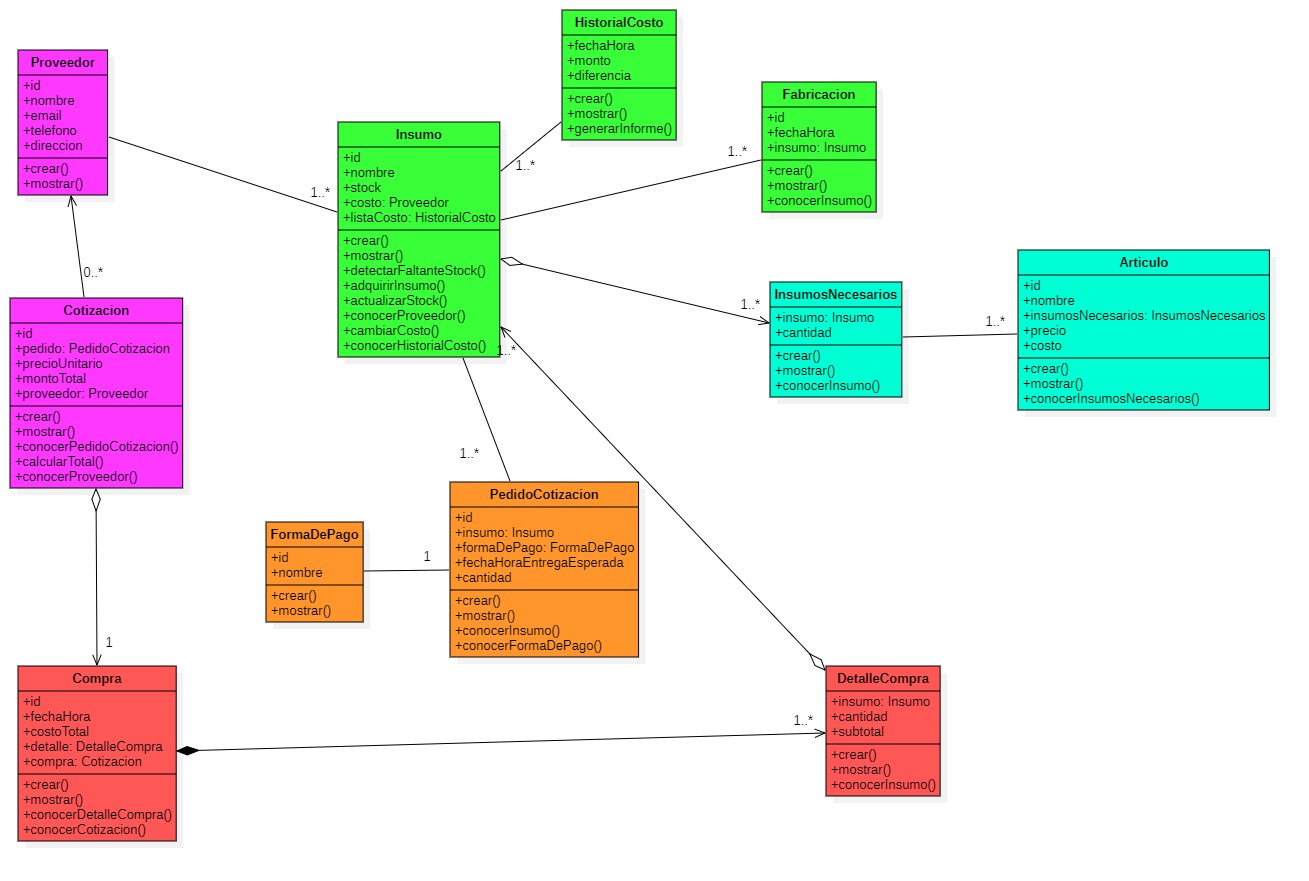 HistorialCosto
+fechaHora
+monto
+diferencia
+crear()
+mostrar()
+generarInforme()
1..*
Proveedor
+id
+nombre
+email
+telefono
+direccion
+crear()
+mostrar()
Fabricacion
+id
+fechaHora
+insumo: Insumo
+crear()
+mostrar()
+conocerInsumo()
1..*
Insumo
+id
+nombre
+stock
+costo: Proveedor
+listaCosto: HistorialCosto
+crear()
+mostrar()
+detectarFaltanteStock()
+adquirirInsumo()
+actualizarStock()
+conocerProveedor()
+cambiarCosto()
+conocerHistorialCosto()
1..*
1..*
0..*
Cotizacion
+id
+pedido: PedidoCotizacion
+precioUnitario
+montoTotal
+proveedor: Proveedor
+crear()
+mostrar()
+conocerPedidoCotizacion()
+calcularTotal()
+conocerProveedor()
1..*
InsumosNecesarios
+insumo: Insumo
+cantidad
+crear()
+mostrar()
+conocerInsumo()
1..*
Articulo
+id
+nombre
+insumosNecesarios: InsumosNecesarios
+precio
+costo
+crear()
+mostrar()
+conocerInsumosNecesarios()
1..*
PedidoCotizacion
+id
+insumo: Insumo
+formaDePago: FormaDePago
+fechaHoraEntregaEsperada
+cantidad
+crear()
+mostrar()
+conocerInsumo()
+conocerFormaDePago()
FormaDePago
+id
+nombre
+crear()
+mostrar()
1
1
Compra
+id
+fechaHora
+costoTotal
+detalle: DetalleCompra
+compra: Cotizacion
+crear()
+mostrar()
+conocerDetalleCompra()
+conocerCotizacion()
1..*
DetalleCompra
+insumo: Insumo
+cantidad
+subtotal
+crear()
+mostrar()
+conocerInsumo()